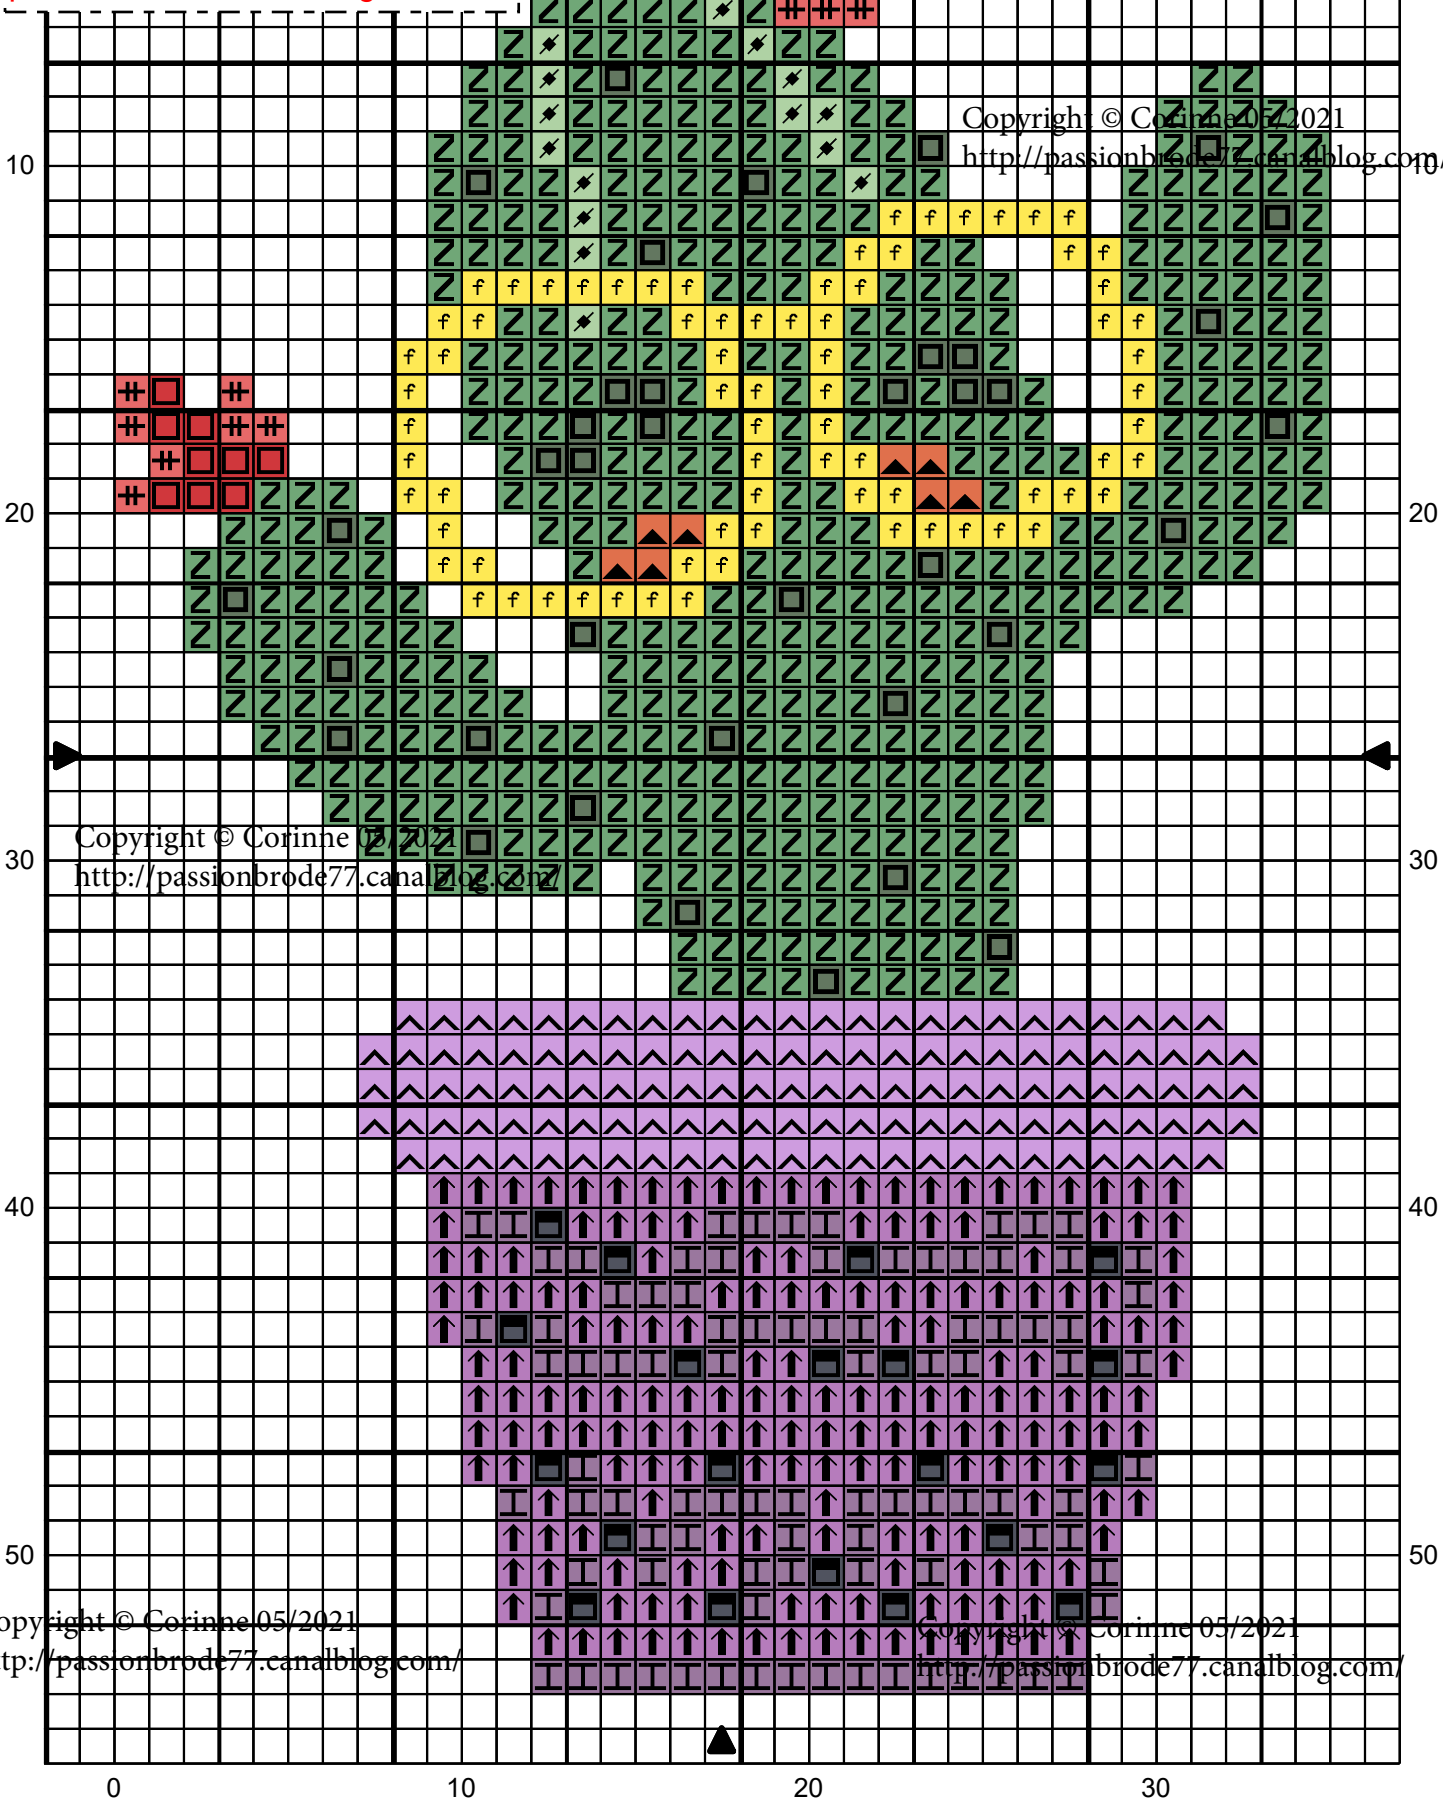 Copyright © Corinne 05/2021
http://passionbrode77.canalblog.com/
10
10
20
20
Copyright © Corinne 05/2021
http://passionbrode77.canalblog.com/
30
30
40
40
50
50
opyright © Corinne 05/2021
tp://passionbrode77.canalblog.com/
Copyright © Corinne 05/2021
http://passionbrode77.canalblog.com/
0
10
20
30